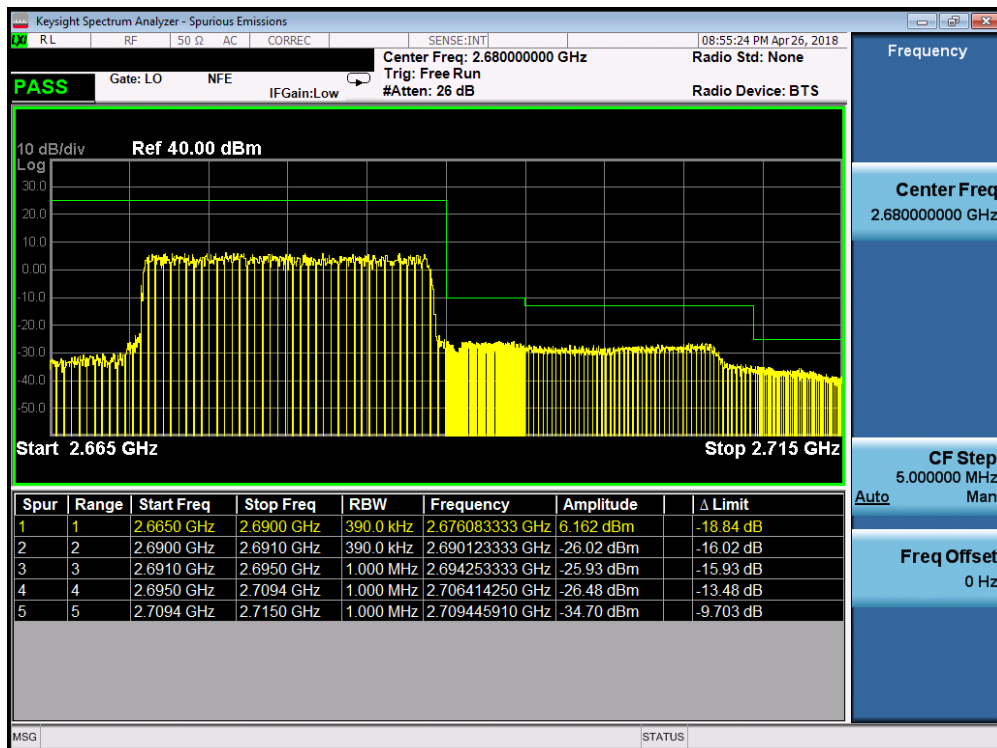 Keysight Spectrum Analyzer - Spurious Emissions
LXI RL RF 50 Ω AC CORREC SENSE:INT 08:55:24 PM Apr 26, 2018
Center Freq: 2.680000000 GHz Radio Std: None
Trig: Free Run
PASS Gate: LO NFE IFGain:Low #Atten: 26 dB Radio Device: BTS
Frequency
10 dB/div Ref 40.00 dBm
Log
30.0
20.0
10.0
0.00
-10.0
-20.0
-30.0
-40.0
-50.0
Start 2.665 GHz Stop 2.715 GHz
Center Freq
2.680000000 GHz
CF Step
5.000000 MHz
Auto Man
Freq Offset
0 Hz
Spur Range Start Freq Stop Freq RBW Frequency Amplitude Δ Limit
1 1 2.6650 GHz 2.6900 GHz 390.0 kHz 2.676083333 GHz 6.162 dBm -18.84 dB
2 2 2.6900 GHz 2.6910 GHz 390.0 kHz 2.690123333 GHz -26.02 dBm -16.02 dB
3 3 2.6910 GHz 2.6950 GHz 1.000 MHz 2.694253333 GHz -25.93 dBm -15.93 dB
4 4 2.6950 GHz 2.7094 GHz 1.000 MHz 2.706414250 GHz -26.48 dBm -13.48 dB
5 5 2.7094 GHz 2.7150 GHz 1.000 MHz 2.709445910 GHz -34.70 dBm -9.703 dB
MSG STATUS